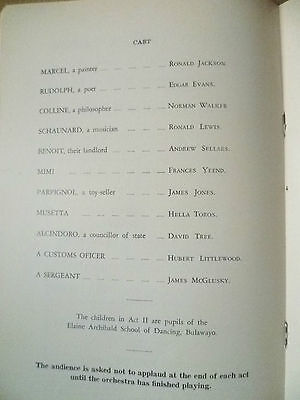 CAST
MARCEL, a painter — — — — RONALD JACKSON.
RUDOLPH, a poet — — — — EDGAR EVANS.
COLLINE, a philosopher — — — NORMAN WALKER
SCHAUNARD, a musician — — — RONALD LEWIS.
BENOIT, their landlord — — — ANDREW SELLARS.
MIMI — — — — — — FRANCES YEEND.
PARPIGNOL, a toy-seller — — — JAMES JONES.
MUSETTA — — — — — HELLA TOROS.
ALCINDORO, a councillor of state — — DAVID TREE.
A CUSTOMS OFICER — — — — HUBERT LITTLEWOOD.
A SERGEANT — — — — — JAMES MCGLUSKY.
The children in Act II are pupils of the
Elaine Archibald School of Dancing, Bulawayo.
The audience is asked not to applaud at the end of each act
until the orchestra has finished playing.